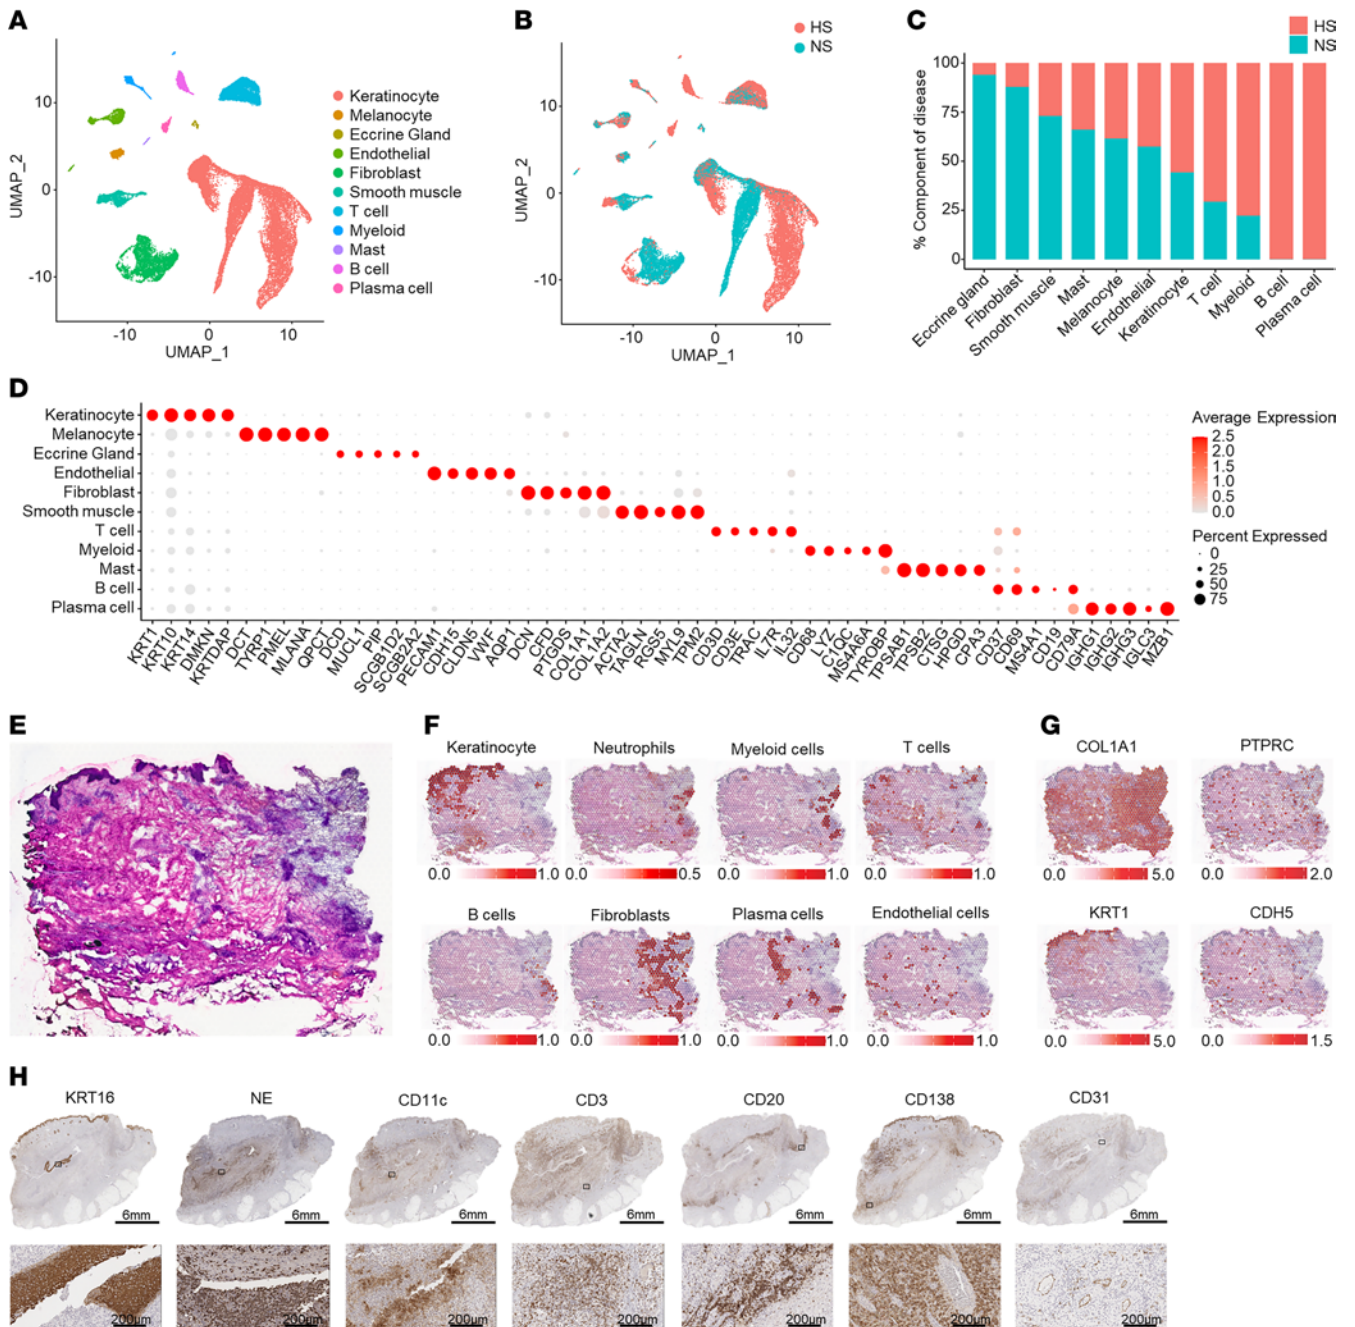 A
10
0
-10
UMAP_2
-10
0
10
UMAP_1
Keratinocyte
Melanocyte
Eccrine Gland
Endothelial
Fibroblast
Smooth muscle
T cell
Myeloid
Mast
B cell
Plasma cell
B
HS
NS
10
0
-10
UMAP_2
-10
0
10
UMAP_1
C
HS
NS
100
75
50
25
0
% Component of disease
Eccrine gland
Fibroblast
Smooth muscle
Mast
Melanocyte
Endothelial
Keratinocyte
T cell
Myeloid
B cell
Plasma cell
D
Keratinocyte
Melanocyte
Eccrine Gland
Endothelial
Fibroblast
Smooth muscle
T cell
Myeloid
Mast
B cell
Plasma cell
KRT1
KRT10
KRT14
DMKN
KRTDAP
DCT
TYRP1
PMEL
MLANA
QPCT
DCD
MUCL1
PIP
SCGB1D2
SCGB2A2
PECAM1
CDH15
CLDN5
VWF
AQP1
DCN
CFD
PTGDS
COL1A1
COL1A2
ACTA2
TAGLN
RGS5
MYL9
TPM2
CD3D
CD3E
TRAC
IL7R
IL32
CD68
LYZ
C1QC
MS4A6A
TYROBP
TPSAB1
TPSB2
CTSG
HPGD
CPA3
CD37
CD69
MS4A1
CD19
CD79A
IGHG1
IGHG2
IGHG3
IGLC3
MZB1
Average Expression
2.5
2.0
1.5
1.0
0.5
0.0
Percent Expressed
0
25
50
75
E
F
Keratinocyte
Neutrophils
Myeloid cells
T cells
0.0 1.0
0.0 0.5
0.0 1.0
0.0 1.0
B cells
Fibroblasts
Plasma cells
Endothelial cells
0.0 1.0
0.0 1.0
0.0 1.0
0.0 1.0
G
COL1A1
PTPRC
0.0 5.0
0.0 2.0
KRT1
CDH5
0.0 5.0
0.0 1.5
H
KRT16
NE
CD11c
CD3
CD20
CD138
CD31
6mm
6mm
6mm
6mm
6mm
6mm
6mm
200μm
200μm
200μm
200μm
200μm
200μm
200μm